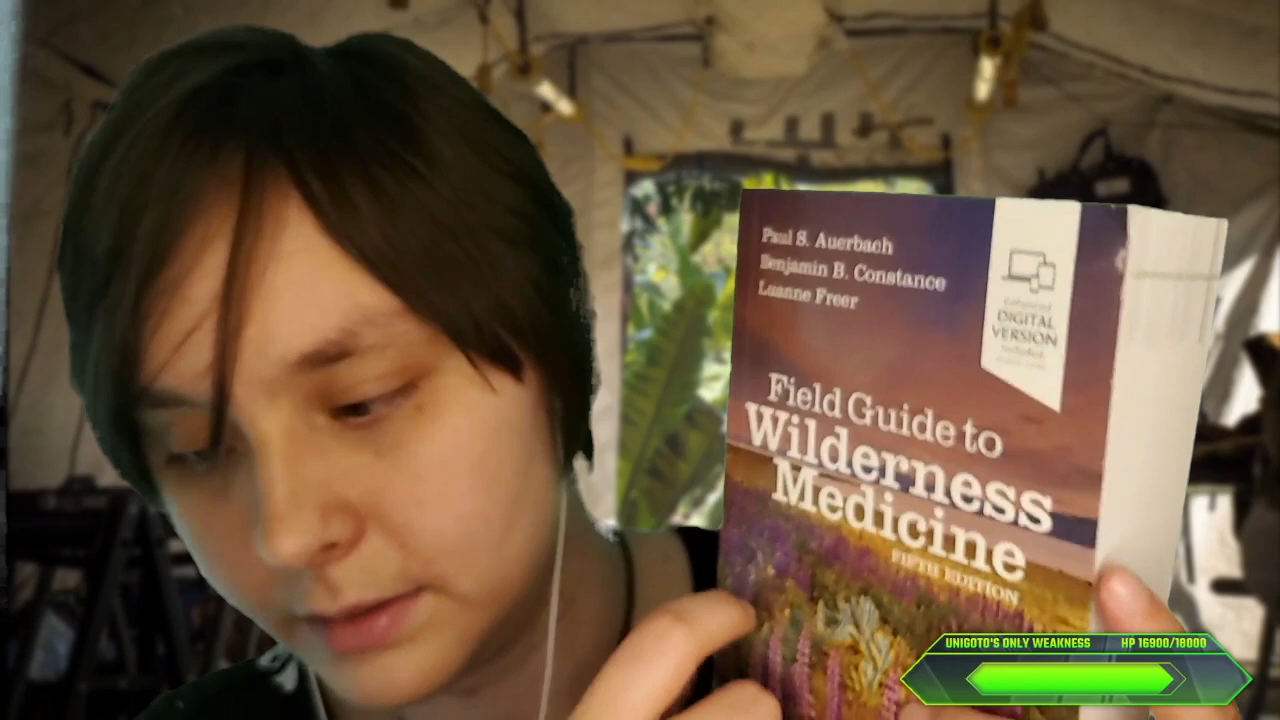 Paul S. Auerbach
Benjamin B. Constance
Luanne Freer
DIGITAL
VERSION
included
Field Guide to
Wilderness
Medicine
FIFTH EDITION
UNIGOTO'S ONLY WEAKNESS HP 16900/18000